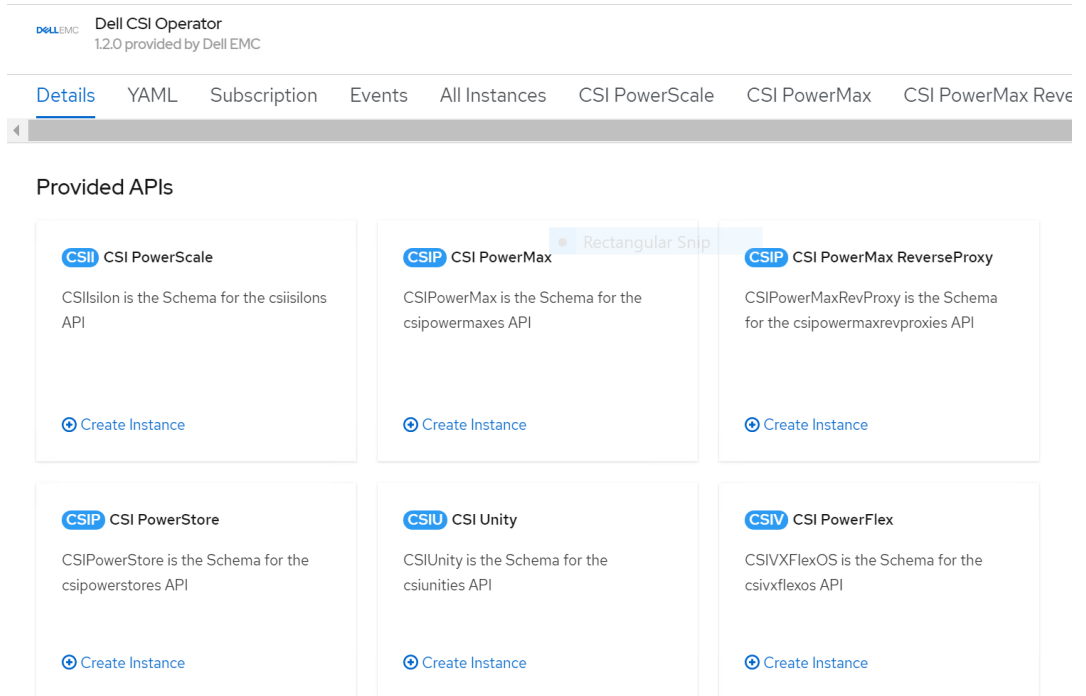 DELLEMC
Dell CSI Operator
1.2.0 provided by Dell EMC
Details YAML Subscription Events All Instances CSI PowerScale CSI PowerMax CSI PowerMax Reve
Provided APIs
Rectangular Snip
CSII CSI PowerScale
CSIIsilon is the Schema for the csiisilons
API
Create Instance
CSIP CSI PowerMax
CSIPowerMax is the Schema for the
csipowermaxes API
Create Instance
CSIP CSI PowerMax ReverseProxy
CSIPowerMaxRevProxy is the Schema
for the csipowermaxrevproxies API
Create Instance
CSIP CSI PowerStore
CSIPowerStore is the Schema for the
csipowerstores API
Create Instance
CSIU CSI Unity
CSIUnity is the Schema for the
csiunities API
Create Instance
CSIV CSI PowerFlex
CSIVXFlexOS is the Schema for the
csivxflexos API
Create Instance